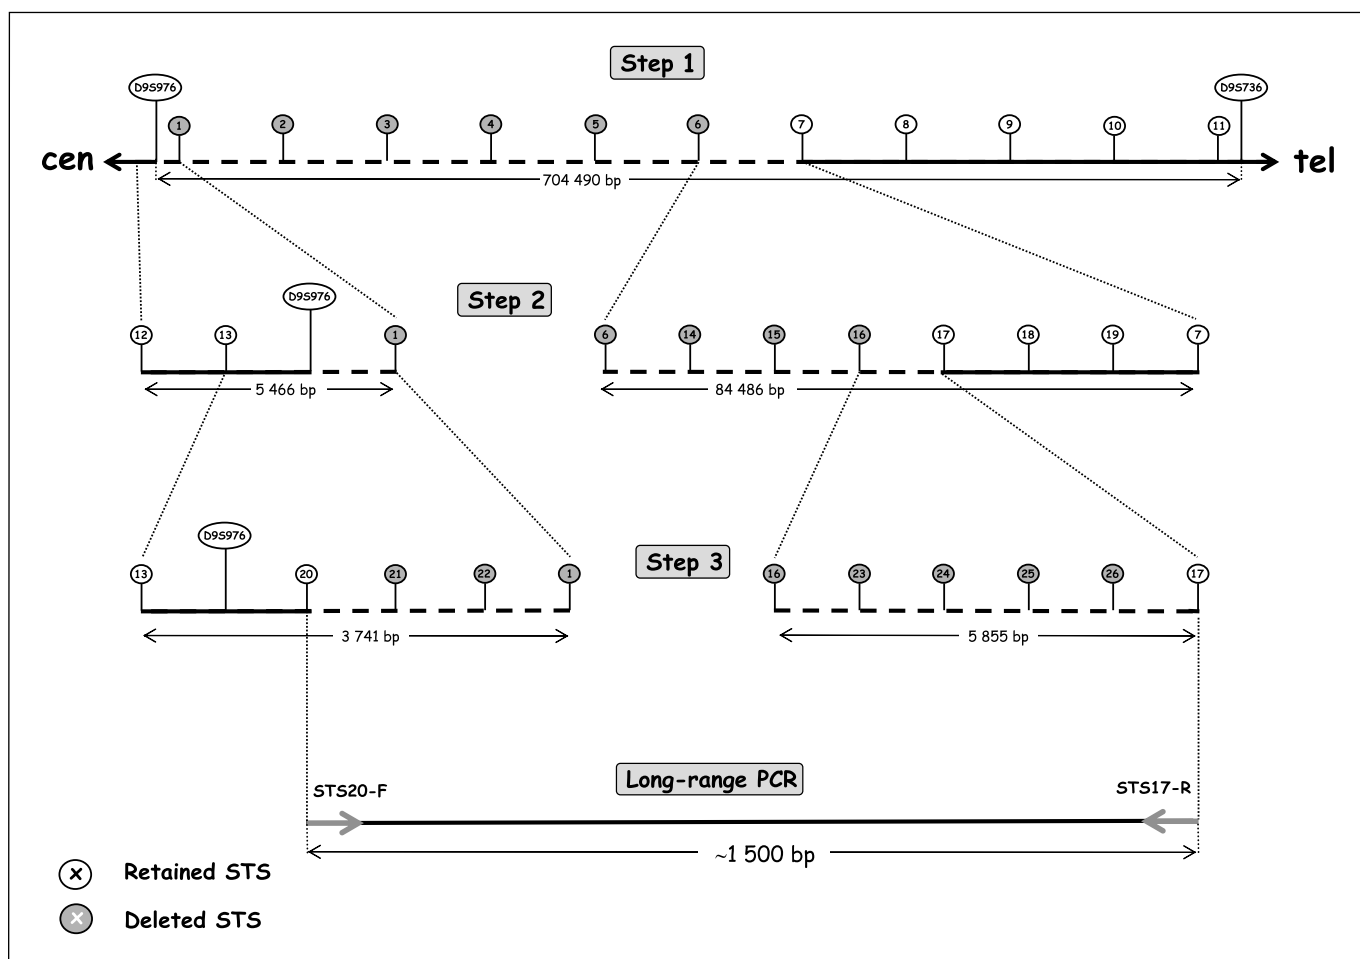 Step 1
D9S976 D9S736
1 2 3 4 5 6 7 8 9 10 11
cen tel
704 490 bp
Step 2
D9S976
12 13 1 6 14 15 16 17 18 19 7
5 466 bp 84 486 bp
D9S976
Step 3
13 20 21 22 1 16 23 24 25 26 17
3 741 bp 5 855 bp
Long-range PCR
STS20-F STS17-R
~1 500 bp
x Retained STS
x Deleted STS